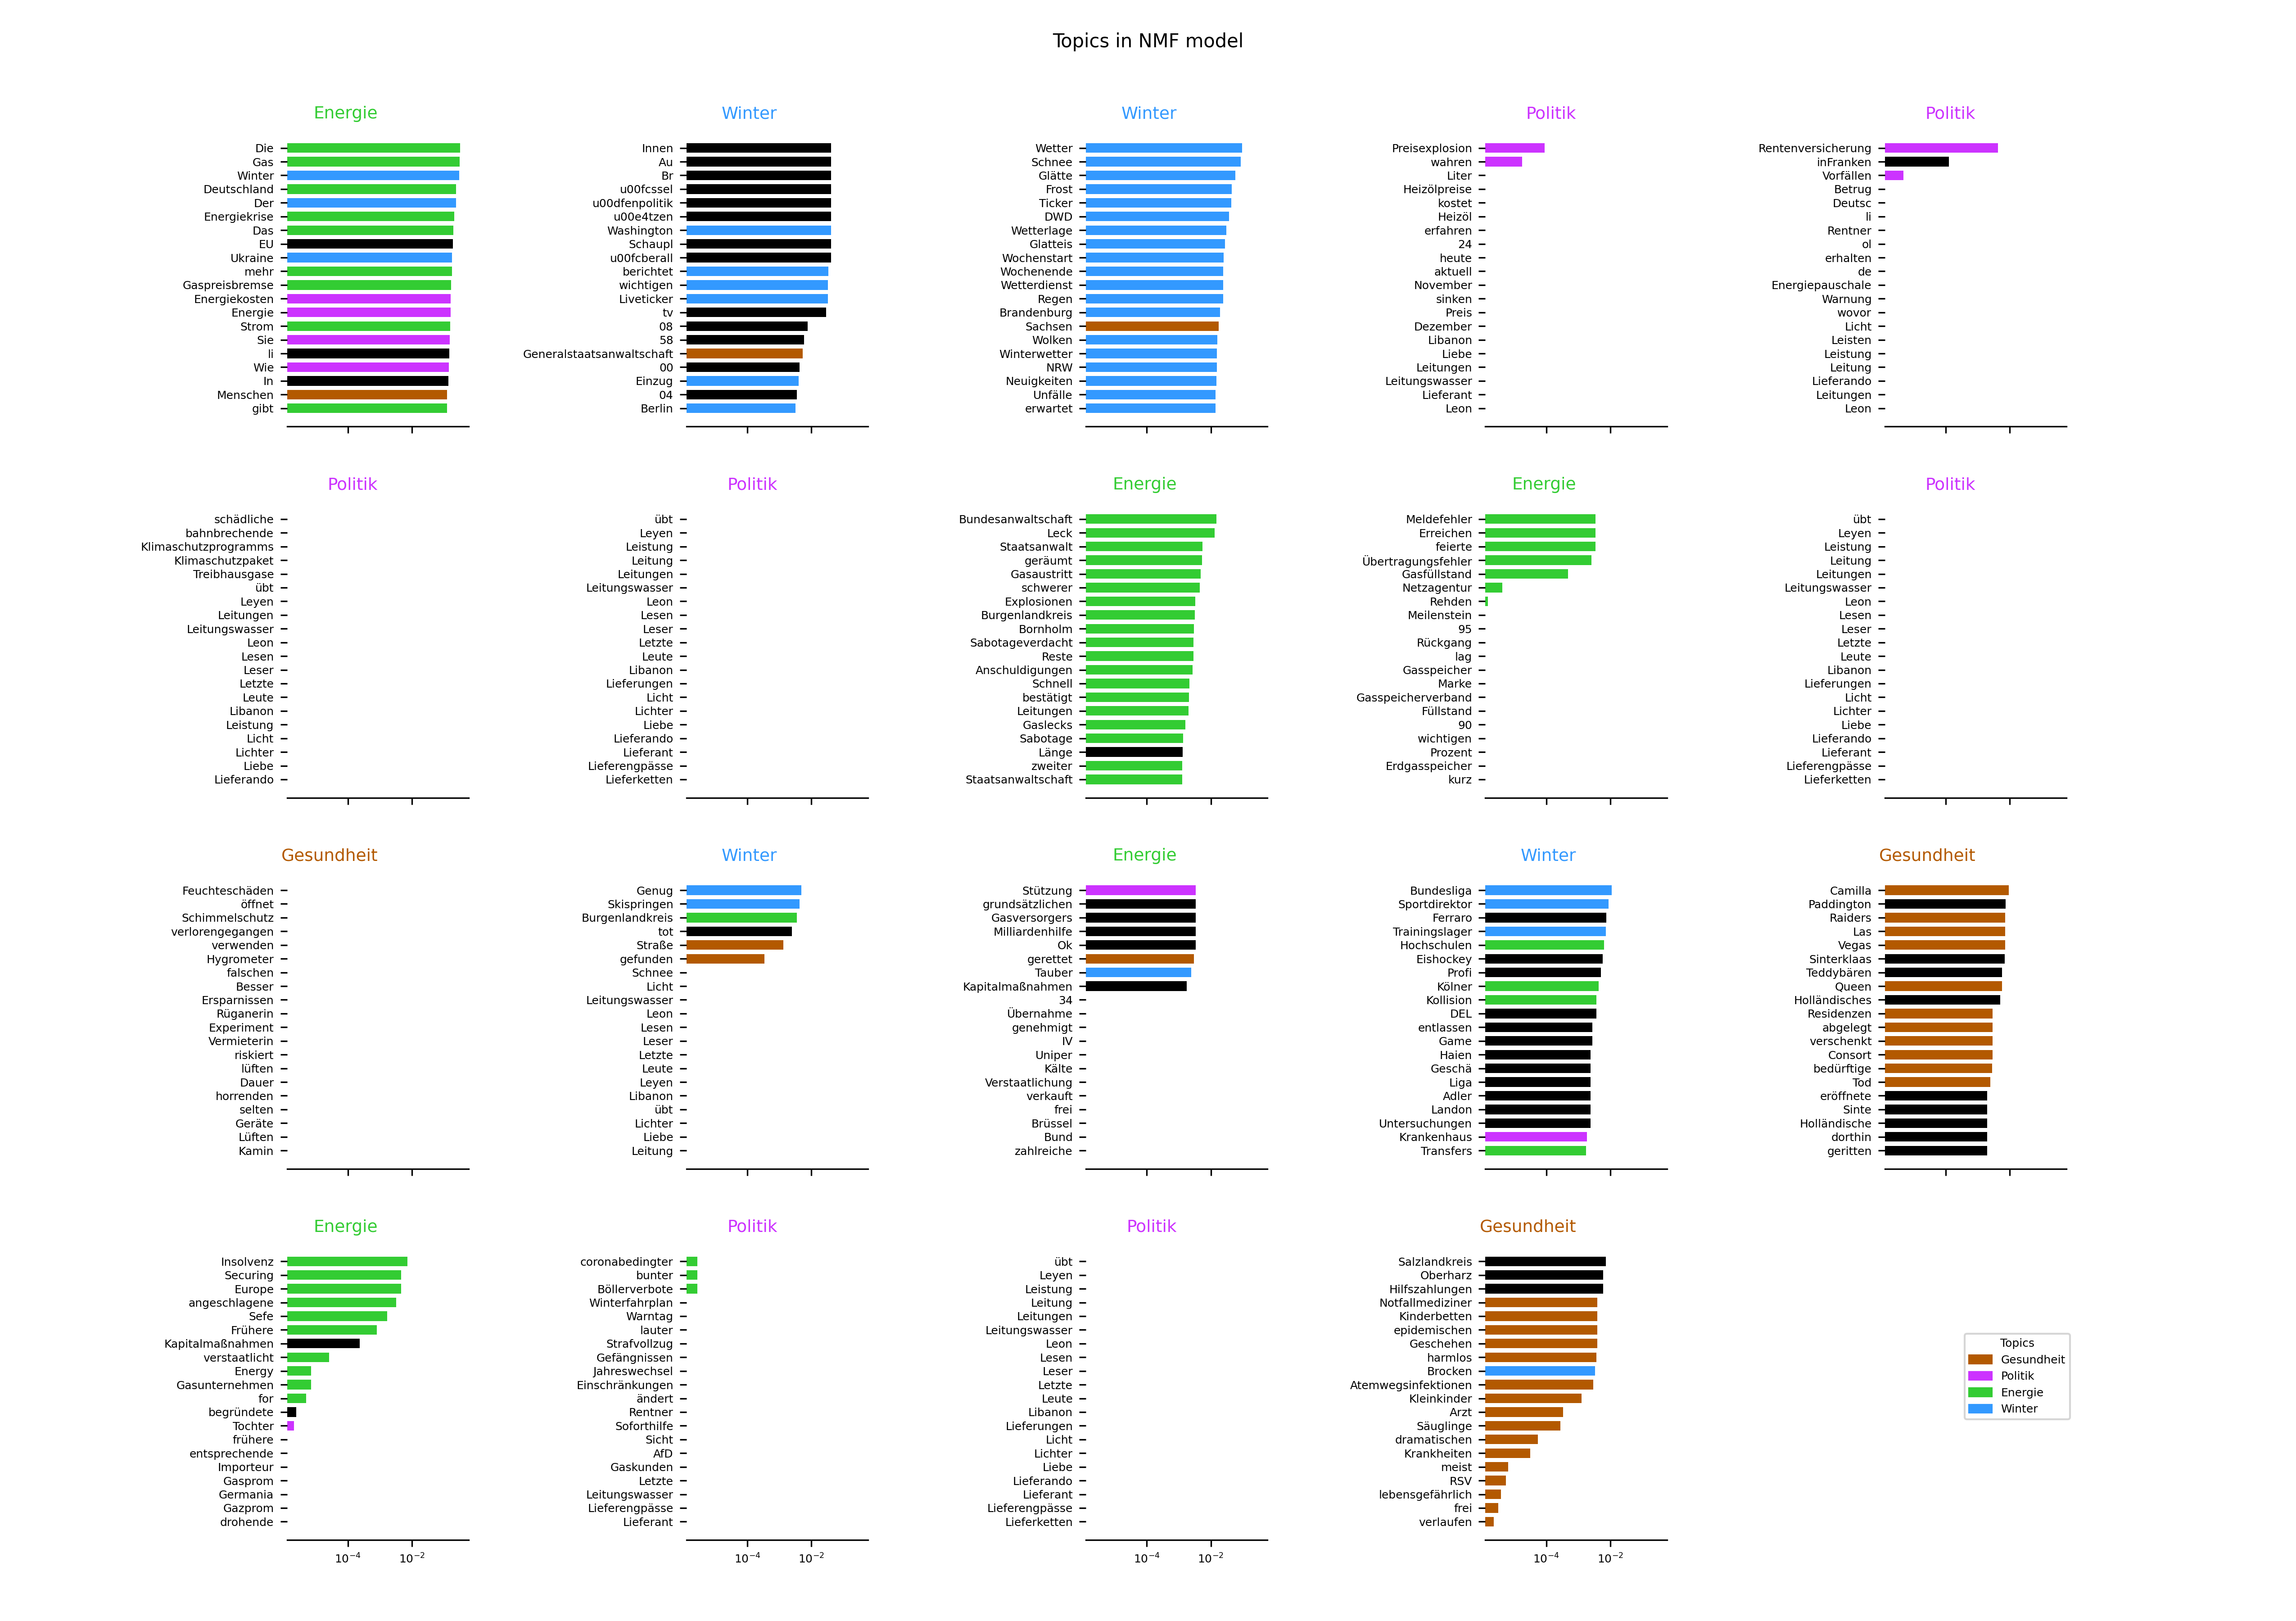 Topics in NMF model
Energie
Die
Gas
Winter
Deutschland
Der
Energiekrise
Das
EU
Ukraine
mehr
Gaspreisbremse
Energiekosten
Energie
Strom
Sie
li
Wie
In
Menschen
gibt
Winter
Innen
Au
Br
u00fcssel
u00dfenpolitik
u00e4tzen
Washington
Schaupl
u00fcberall
berichtet
wichtigen
Liveticker
tv
08
58
Generalstaatsanwaltschaft
00
Einzug
04
Berlin
Winter
Wetter
Schnee
Glätte
Frost
Ticker
DWD
Wetterlage
Glatteis
Wochenstart
Wochenende
Wetterdienst
Regen
Brandenburg
Sachsen
Wolken
Winterwetter
NRW
Neuigkeiten
Unfälle
erwartet
Politik
Preisexplosion
wahren
Liter
Heizölpreise
kostet
Heizöl
erfahren
24
heute
aktuell
November
sinken
Preis
Dezember
Libanon
Liebe
Leitungen
Leitungswasser
Lieferant
Leon
Politik
Rentenversicherung
inFranken
Vorfällen
Betrug
Deutsc
li
Rentner
ol
erhalten
de
Energiepauschale
Warnung
wovor
Licht
Leisten
Leistung
Leitung
Lieferando
Leitungen
Leon
Politik
schädliche
bahnbrechende
Klimaschutzprogramms
Klimaschutzpaket
Treibhausgase
übt
Leyen
Leitungen
Leitungswasser
Leon
Lesen
Leser
Letzte
Leute
Libanon
Leistung
Licht
Lichter
Liebe
Lieferando
Politik
übt
Leyen
Leistung
Leitung
Leitungen
Leitungswasser
Leon
Lesen
Leser
Letzte
Leute
Libanon
Lieferungen
Licht
Lichter
Liebe
Lieferando
Lieferant
Lieferengpässe
Lieferketten
Energie
Bundesanwaltschaft
Leck
Staatsanwalt
geräumt
Gasaustritt
schwerer
Explosionen
Burgenlandkreis
Bornholm
Sabotageverdacht
Reste
Anschuldigungen
Schnell
bestätigt
Leitungen
Gaslecks
Sabotage
Länge
zweiter
Staatsanwaltschaft
Energie
Meldefehler
Erreichen
feierte
Übertragungsfehler
Gasfüllstand
Netzagentur
Rehden
Meilenstein
95
Rückgang
lag
Gasspeicher
Marke
Gasspeicherverband
Füllstand
90
wichtigen
Prozent
Erdgasspeicher
kurz
Politik
übt
Leyen
Leistung
Leitung
Leitungen
Leitungswasser
Leon
Lesen
Leser
Letzte
Leute
Libanon
Lieferungen
Licht
Lichter
Liebe
Lieferando
Lieferant
Lieferengpässe
Lieferketten
Gesundheit
Feuchteschäden
öffnet
Schimmelschutz
verlorengegangen
verwenden
Hygrometer
falschen
Besser
Ersparnissen
Rüganerin
Experiment
Vermieterin
riskiert
lüften
Dauer
horrenden
selten
Geräte
Lüften
Kamin
Winter
Genug
Skispringen
Burgenlandkreis
tot
Straße
gefunden
Schnee
Licht
Leitungswasser
Leon
Lesen
Leser
Letzte
Leute
Leyen
Libanon
übt
Lichter
Liebe
Leitung
Energie
Stützung
grundsätzlichen
Gasversorgers
Milliardenhilfe
Ok
gerettet
Tauber
Kapitalmaßnahmen
34
Übernahme
genehmigt
IV
Uniper
Kälte
Verstaatlichung
verkauft
frei
Brüssel
Bund
zahlreiche
Winter
Bundesliga
Sportdirektor
Ferraro
Trainingslager
Hochschulen
Eishockey
Profi
Kölner
Kollision
DEL
entlassen
Game
Haien
Geschä
Liga
Adler
Landon
Untersuchungen
Krankenhaus
Transfers
Gesundheit
Camilla
Paddington
Raiders
Las
Vegas
Sinterklaas
Teddybären
Queen
Holländisches
Residenzen
abgelegt
verschenkt
Consort
bedürftige
Tod
eröffnete
Sinte
Holländische
dorthin
geritten
Energie
Insolvenz
Securing
Europe
angeschlagene
Sefe
Frühere
Kapitalmaßnahmen
verstaatlicht
Energy
Gasunternehmen
for
begründete
Tochter
frühere
entsprechende
Importeur
Gasprom
Germania
Gazprom
drohende
10⁻⁴ 10⁻²
Politik
coronabedingter
bunter
Böllerverbote
Winterfahrplan
Warntag
lauter
Strafvollzug
Gefängnissen
Jahreswechsel
Einschränkungen
ändert
Rentner
Soforthilfe
Sicht
AfD
Gaskunden
Letzte
Leitungswasser
Lieferengpässe
Lieferant
10⁻⁴ 10⁻²
Politik
übt
Leyen
Leistung
Leitung
Leitungen
Leitungswasser
Leon
Lesen
Leser
Letzte
Leute
Libanon
Lieferungen
Licht
Lichter
Liebe
Lieferando
Lieferant
Lieferengpässe
Lieferketten
10⁻⁴ 10⁻²
Gesundheit
Salzlandkreis
Oberharz
Hilfszahlungen
Notfallmediziner
Kinderbetten
epidemischen
Geschehen
harmlos
Brocken
Atemwegsinfektionen
Kleinkinder
Arzt
Säuglinge
dramatischen
Krankheiten
meist
RSV
lebensgefährlich
frei
verlaufen
10⁻⁴ 10⁻²
Topics
Gesundheit
Politik
Energie
Winter